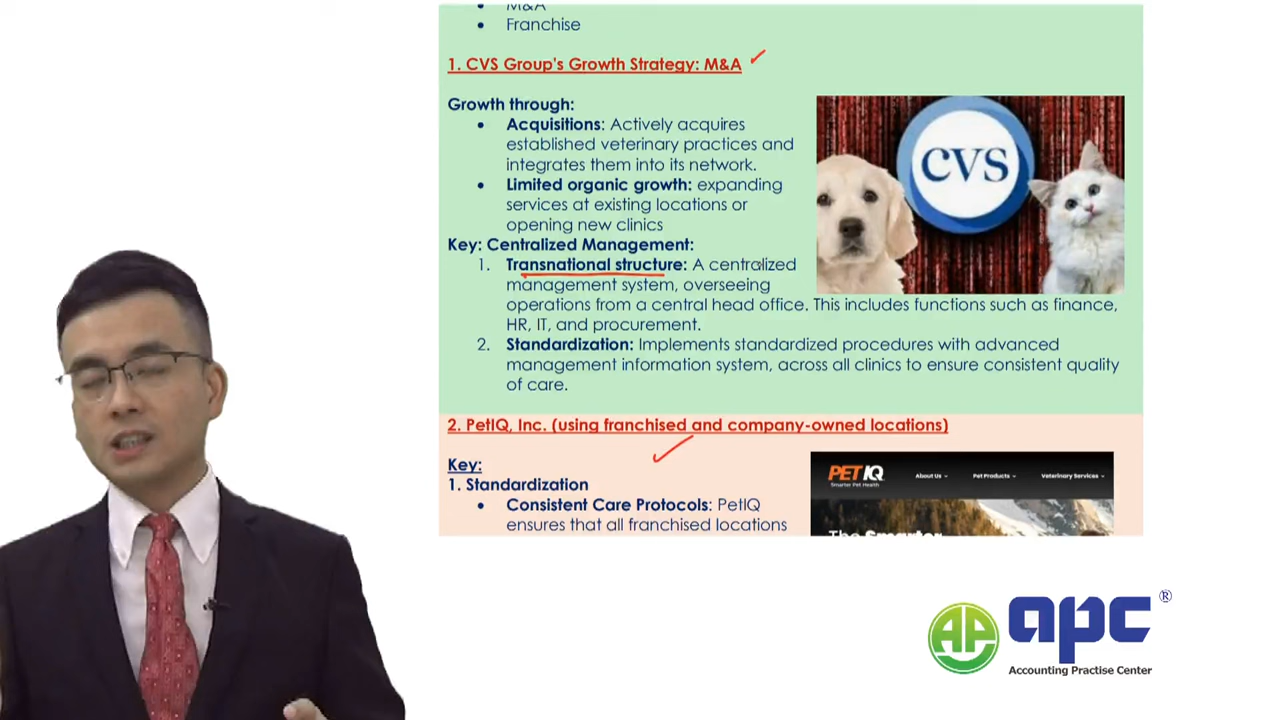 M&A
• Franchise
1. CVS Group's Growth Strategy: M&A
Growth through:
• Acquisitions: Actively acquires
established veterinary practices and
integrates them into its network.
• Limited organic growth: expanding
services at existing locations or
opening new clinics
Key: Centralized Management:
1. Transnational structure: A centralized
management system, overseeing
operations from a central head office. This includes functions such as finance,
HR, IT, and procurement.
2. Standardization: Implements standardized procedures with advanced
management information system, across all clinics to ensure consistent quality
of care.
CVS
2. PetIQ, Inc. (using franchised and company-owned locations)
Key:
1. Standardization
• Consistent Care Protocols: PetIQ
ensures that all franchised locations
PET IQ
Smarter Pet Health
About Us
Pet Products
Veterinary Services
The Smarter
AP
apc ®
Accounting Practise Center